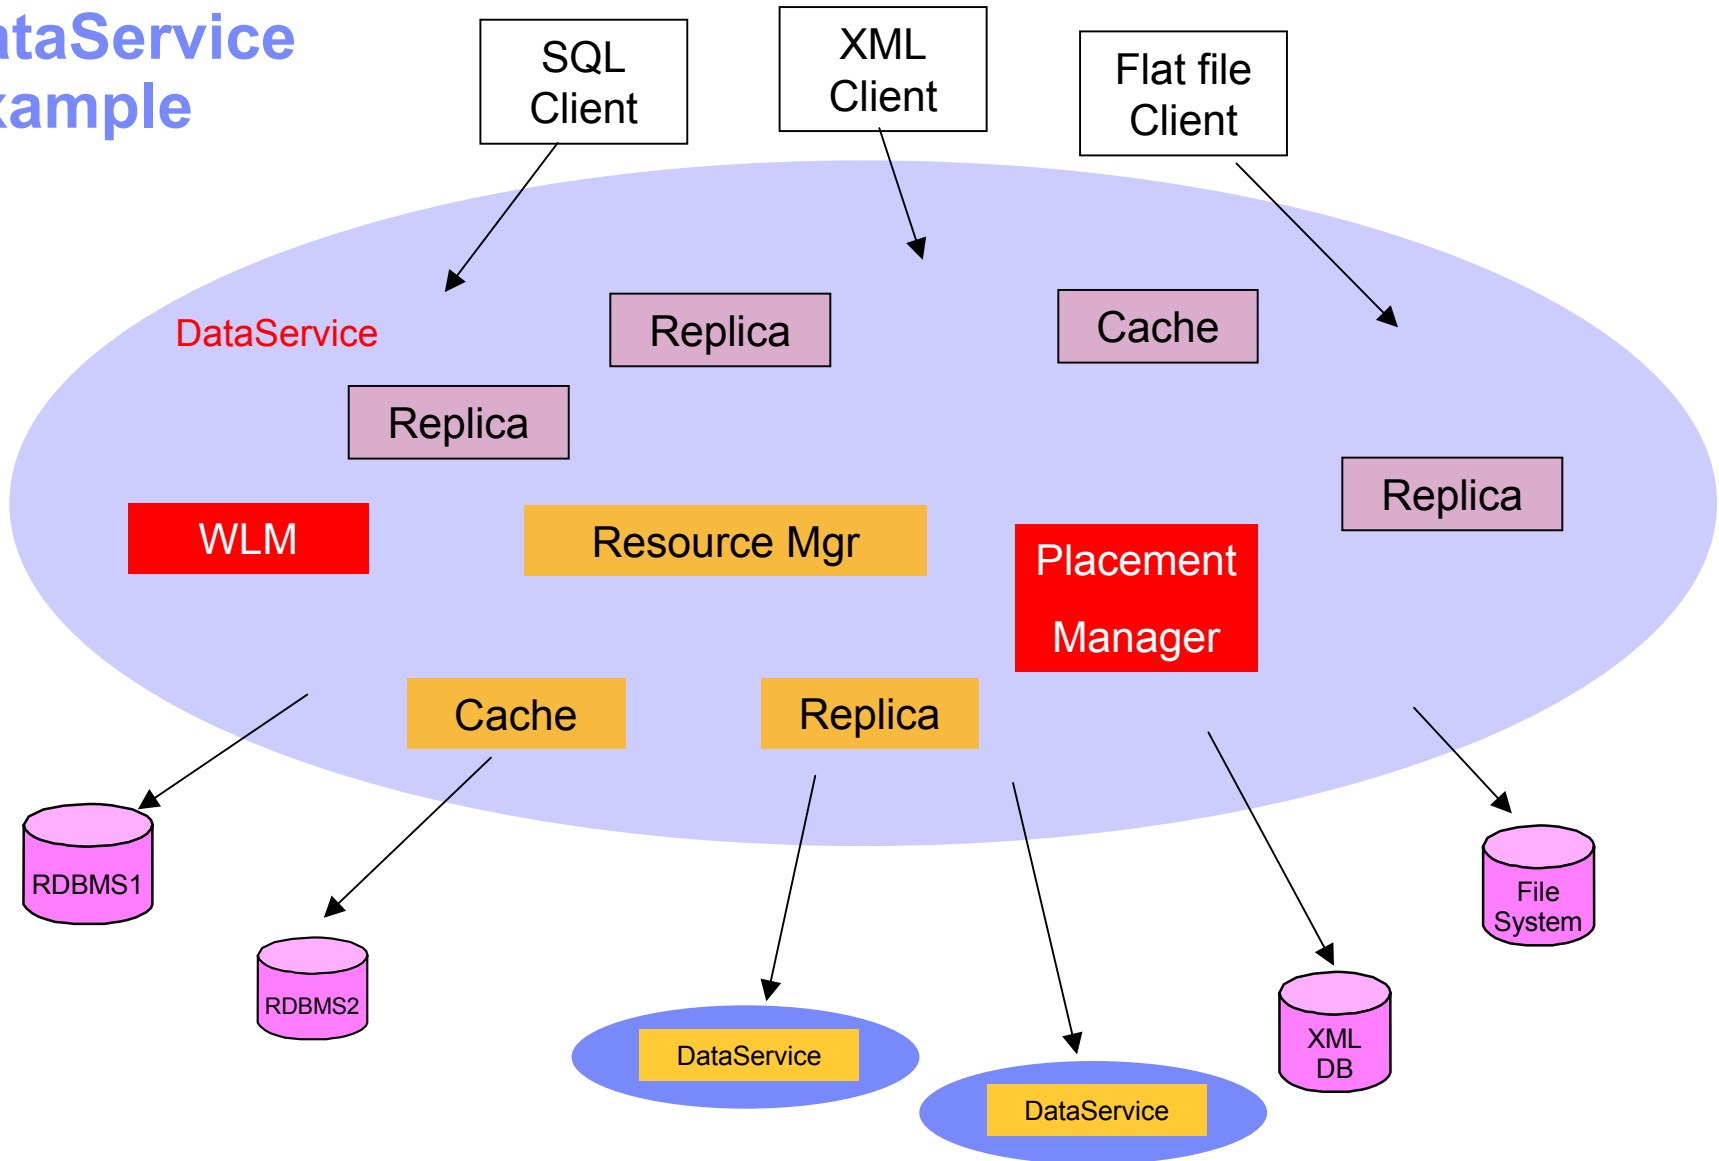 ataService
xample
SQL
Client
XML
Client
Flat file
Client
DataService
Replica
Cache
Replica
Replica
WLM
Resource Mgr
Placement
Manager
Cache
Replica
RDBMS1
File
System
RDBMS2
DataService
XML
DB
DataService